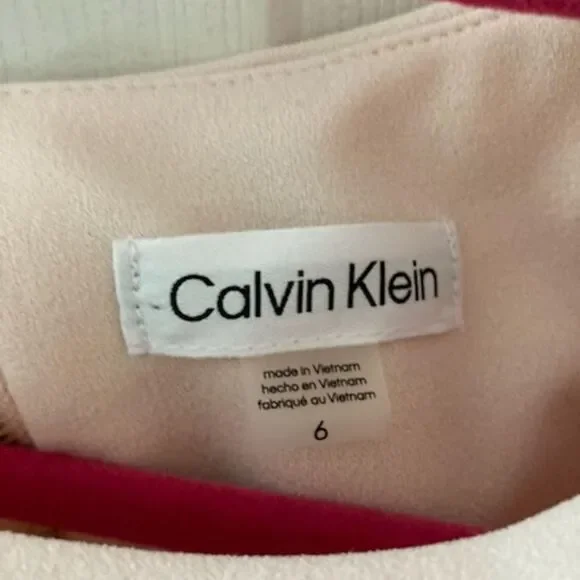 Calvin Klein
made in Vietnam
hecho en Vietnam
fabriqué au Vietnam
6